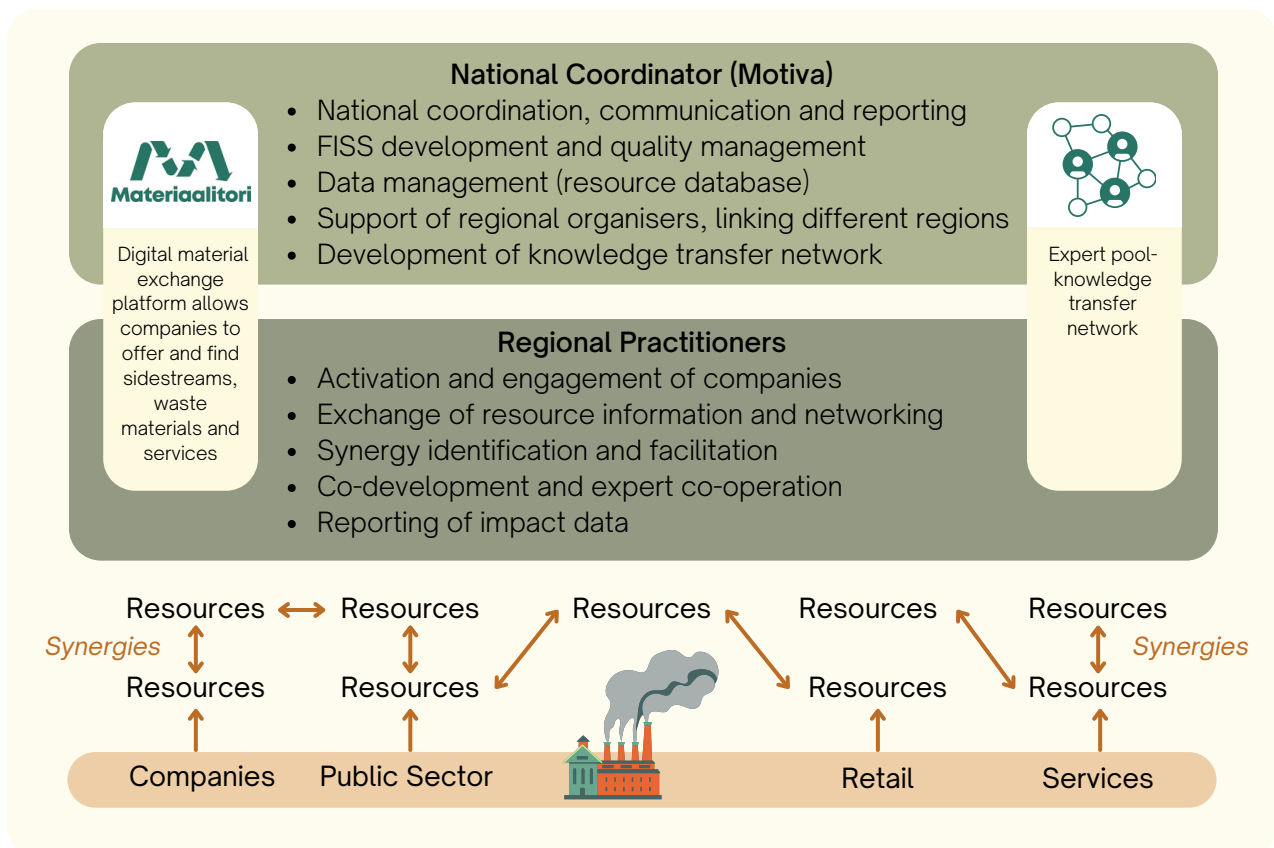 National Coordinator (Motiva)
• National coordination, communication and reporting
• FISS development and quality management
• Data management (resource database)
• Support of regional organisers, linking different regions
• Development of knowledge transfer network
Materiaalitori
Digital material
exchange
platform allows
companies to
offer and find
sidestreams,
waste
materials and
services
Expert pool-
knowledge
transfer
network
Regional Practitioners
• Activation and engagement of companies
• Exchange of resource information and networking
• Synergy identification and facilitation
• Co-development and expert co-operation
• Reporting of impact data
Resources Resources Resources Resources Resources
Synergies Synergies
Resources Resources Resources Resources
Companies Public Sector Retail Services